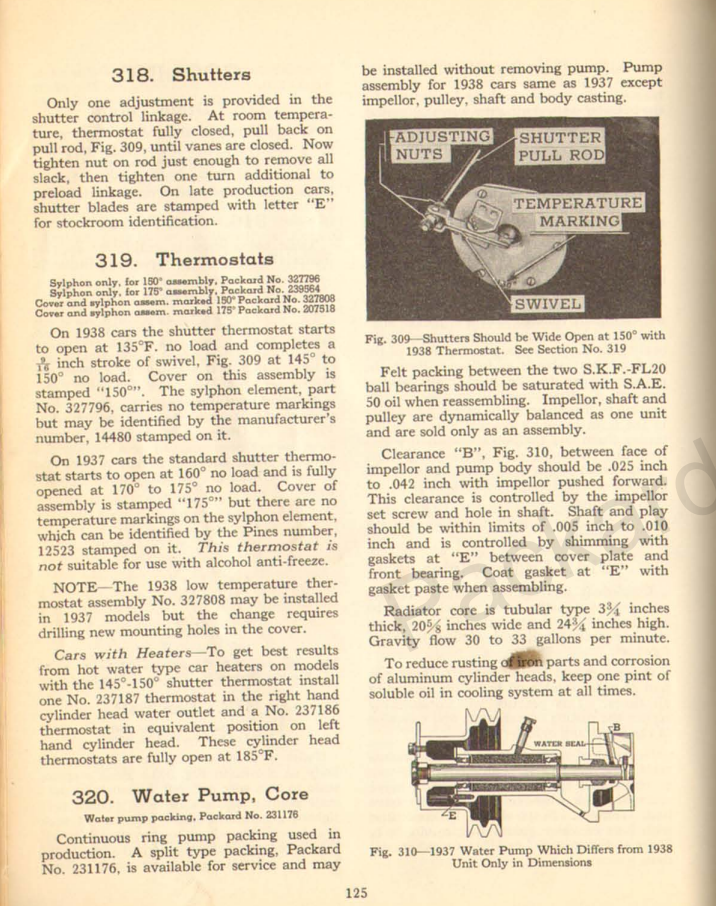 318. Shutters
Only one adjustment is provided in the
shutter control linkage. At room tempera-
ture, thermostat fully closed, pull back on
pull rod, Fig. 309, until vanes are closed. Now
tighten nut on rod just enough to remove all
slack, then tighten one turn additional to
preload linkage. On late production cars,
shutter blades are stamped with letter "E"
for stockroom identification.
319. Thermostats
Sylphon only, for 150° assembly, Packard No. 327796
Sylphon only, for 175° assembly, Packard No. 239564
Cover and sylphon assem. marked 150° Packard No. 327808
Cover and sylphon assem. marked 175° Packard No. 207518
On 1938 cars the shutter thermostat starts
to open at 135°F. no load and completes a
9/16 inch stroke of swivel, Fig. 309 at 145° to
150° no load. Cover on this assembly is
stamped "150°". The sylphon element, part
No. 327796, carries no temperature markings
but may be identified by the manufacturer's
number, 14480 stamped on it.
On 1937 cars the standard shutter thermo-
stat starts to open at 160° no load and is fully
opened at 170° to 175° no load. Cover of
assembly is stamped "175°" but there are no
temperature markings on the sylphon element,
which can be identified by the Pines number,
12523 stamped on it. This thermostat is
not suitable for use with alcohol anti-freeze.
NOTE—The 1938 low temperature ther-
mostat assembly No. 327808 may be installed
in 1937 models but the change requires
drilling new mounting holes in the cover.
Cars with Heaters—To get best results
from hot water type car heaters on models
with the 145°-150° shutter thermostat install
one No. 237187 thermostat in the right hand
cylinder head water outlet and a No. 237186
thermostat in equivalent position on left
hand cylinder head. These cylinder head
thermostats are fully open at 185°F.
320. Water Pump, Core
Water pump packing, Packard No. 231176
Continuous ring pump packing used in
production. A split type packing, Packard
No. 231176, is available for service and may
be installed without removing pump. Pump
assembly for 1938 cars same as 1937 except
impellor, pulley, shaft and body casting.
ADJUSTING
NUTS
SHUTTER
PULL ROD
TEMPERATURE
MARKING
SWIVEL
Fig. 309—Shutters Should be Wide Open at 150° with
1938 Thermostat. See Section No. 319
Felt packing between the two S.K.F.-FL20
ball bearings should be saturated with S.A.E.
50 oil when reassembling. Impellor, shaft and
pulley are dynamically balanced as one unit
and are sold only as an assembly.
Clearance "B", Fig. 310, between face of
impellor and pump body should be .025 inch
to .042 inch with impellor pushed forward.
This clearance is controlled by the impellor
set screw and hole in shaft. Shaft and play
should be within limits of .005 inch to .010
inch and is controlled by shimming with
gaskets at "E" between cover plate and
front bearing. Coat gasket at "E" with
gasket paste when assembling.
Radiator core is tubular type 3¾ inches
thick, 20⅝ inches wide and 24¾ inches high.
Gravity flow 30 to 33 gallons per minute.
To reduce rusting of iron parts and corrosion
of aluminum cylinder heads, keep one pint of
soluble oil in cooling system at all times.
B
WATER SEAL
E
Fig. 310—1937 Water Pump Which Differs from 1938
Unit Only in Dimensions
125